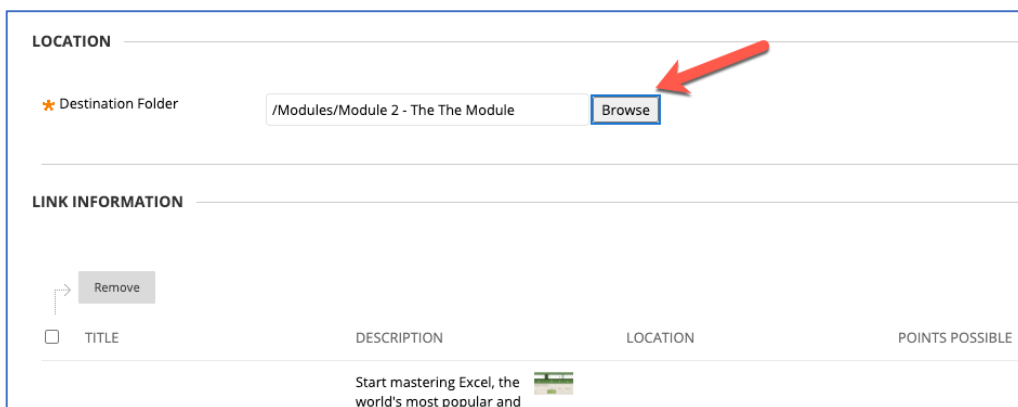 LOCATION
Destination Folder
/Modules/Module 2 - The The Module
Browse
LINK INFORMATION
Remove
TITLE DESCRIPTION LOCATION POINTS POSSIBLE
Start mastering Excel, the
world's most popular and